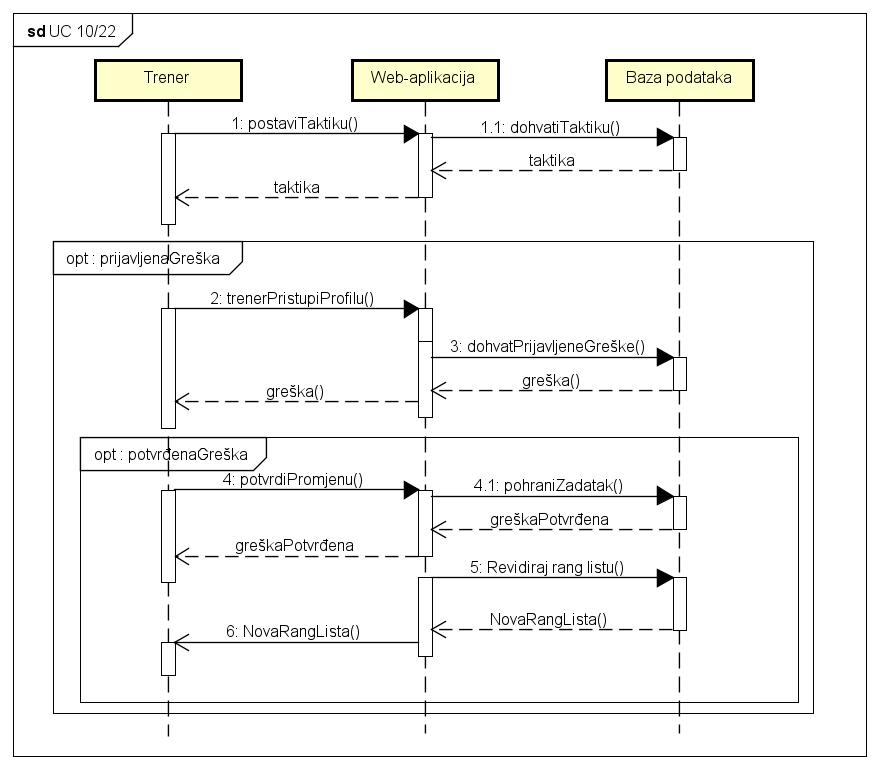 sd UC 10/22
Trener
Web-aplikacija
Baza podataka
1: postaviTaktiku()
1.1: dohvatiTaktiku()
taktika
taktika
opt : prijavljenaGreška
2: trenerPristupiProfilu()
3: dohvatPrijavljeneGreške()
greška()
greška()
opt : potvrđenaGreška
4: potvrdiPromjenu()
4.1: pohraniZadatak()
greškaPotvrđena
greškaPotvrđena
5: Revidiraj rang listu()
NovaRangLista()
6: NovaRangLista()